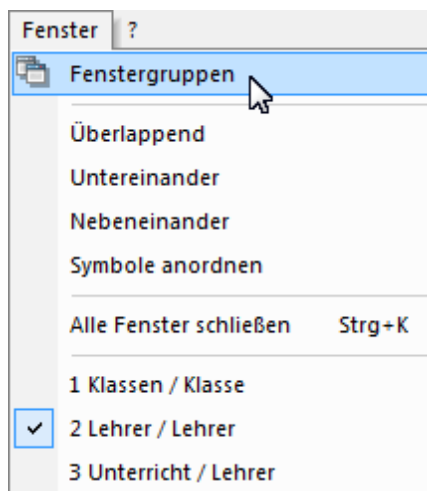 Fenster ?
Fenstergruppen
Überlappend
Untereinander
Nebeneinander
Symbole anordnen
Alle Fenster schließen Strg+K
1 Klassen / Klasse
2 Lehrer / Lehrer
3 Unterricht / Lehrer